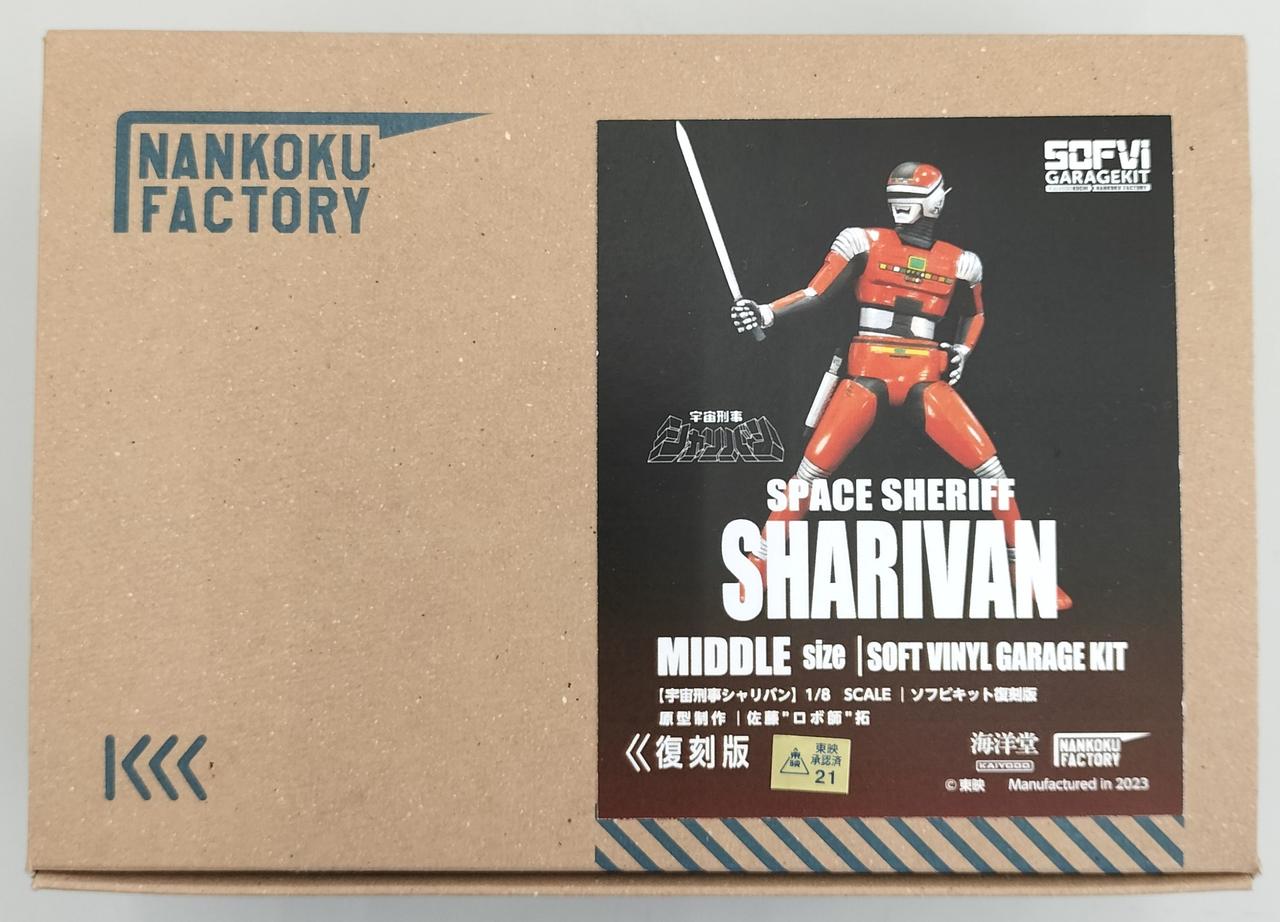 NANKOKU
FACTORY
SOFVI
GARAGEKIT
宇宙刑事
シャリバン
SPACE SHERIFF
SHARIVAN
MIDDLE size | SOFT VINYL GARAGE KIT
【宇宙刑事シャリバン】 1/8 SCALE | ソフビキット復刻版
原型制作 | 佐藤"ロボ師"拓
復刻版
東映
東映
承認済
21
海洋堂
KAIYODO
NANKOKU
FACTORY
© 東映 Manufactured in 2023